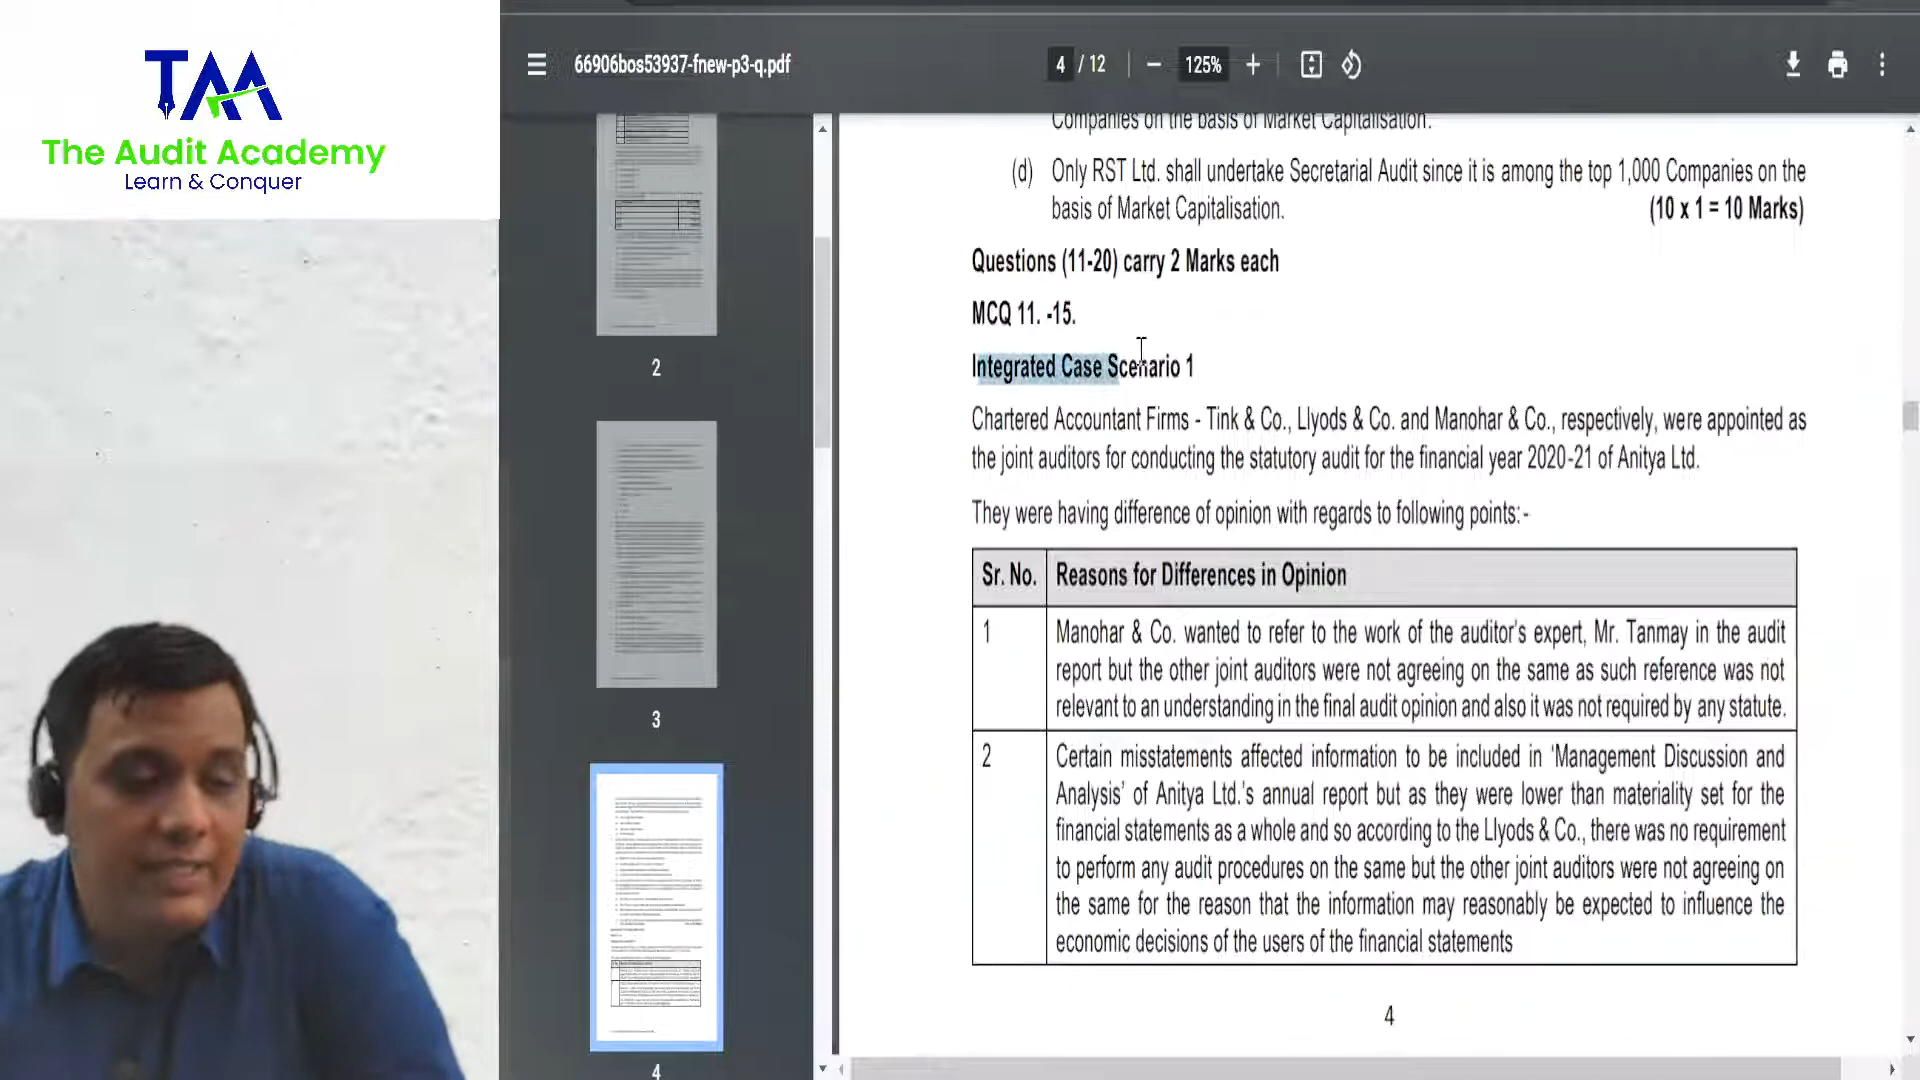 TAA
The Audit Academy
Learn & Conquer
66906bos53937-fnew-p3-q.pdf
4 / 12
125%
2
3
4
Companies on the basis of Market Capitalisation.
(d) Only RST Ltd. shall undertake Secretarial Audit since it is among the top 1,000 Companies on the
basis of Market Capitalisation. (10 x 1 = 10 Marks)
Questions (11-20) carry 2 Marks each
MCQ 11. -15.
Integrated Case Scenario 1
Chartered Accountant Firms - Tink & Co., Llyods & Co. and Manohar & Co., respectively, were appointed as
the joint auditors for conducting the statutory audit for the financial year 2020-21 of Anitya Ltd.
They were having difference of opinion with regards to following points:-
Sr. No. Reasons for Differences in Opinion
1 Manohar & Co. wanted to refer to the work of the auditor's expert, Mr. Tanmay in the audit
report but the other joint auditors were not agreeing on the same as such reference was not
relevant to an understanding in the final audit opinion and also it was not required by any statute.
2 Certain misstatements affected information to be included in 'Management Discussion and
Analysis' of Anitya Ltd.'s annual report but as they were lower than materiality set for the
financial statements as a whole and so according to the Llyods & Co., there was no requirement
to perform any audit procedures on the same but the other joint auditors were not agreeing on
the same for the reason that the information may reasonably be expected to influence the
economic decisions of the users of the financial statements
4